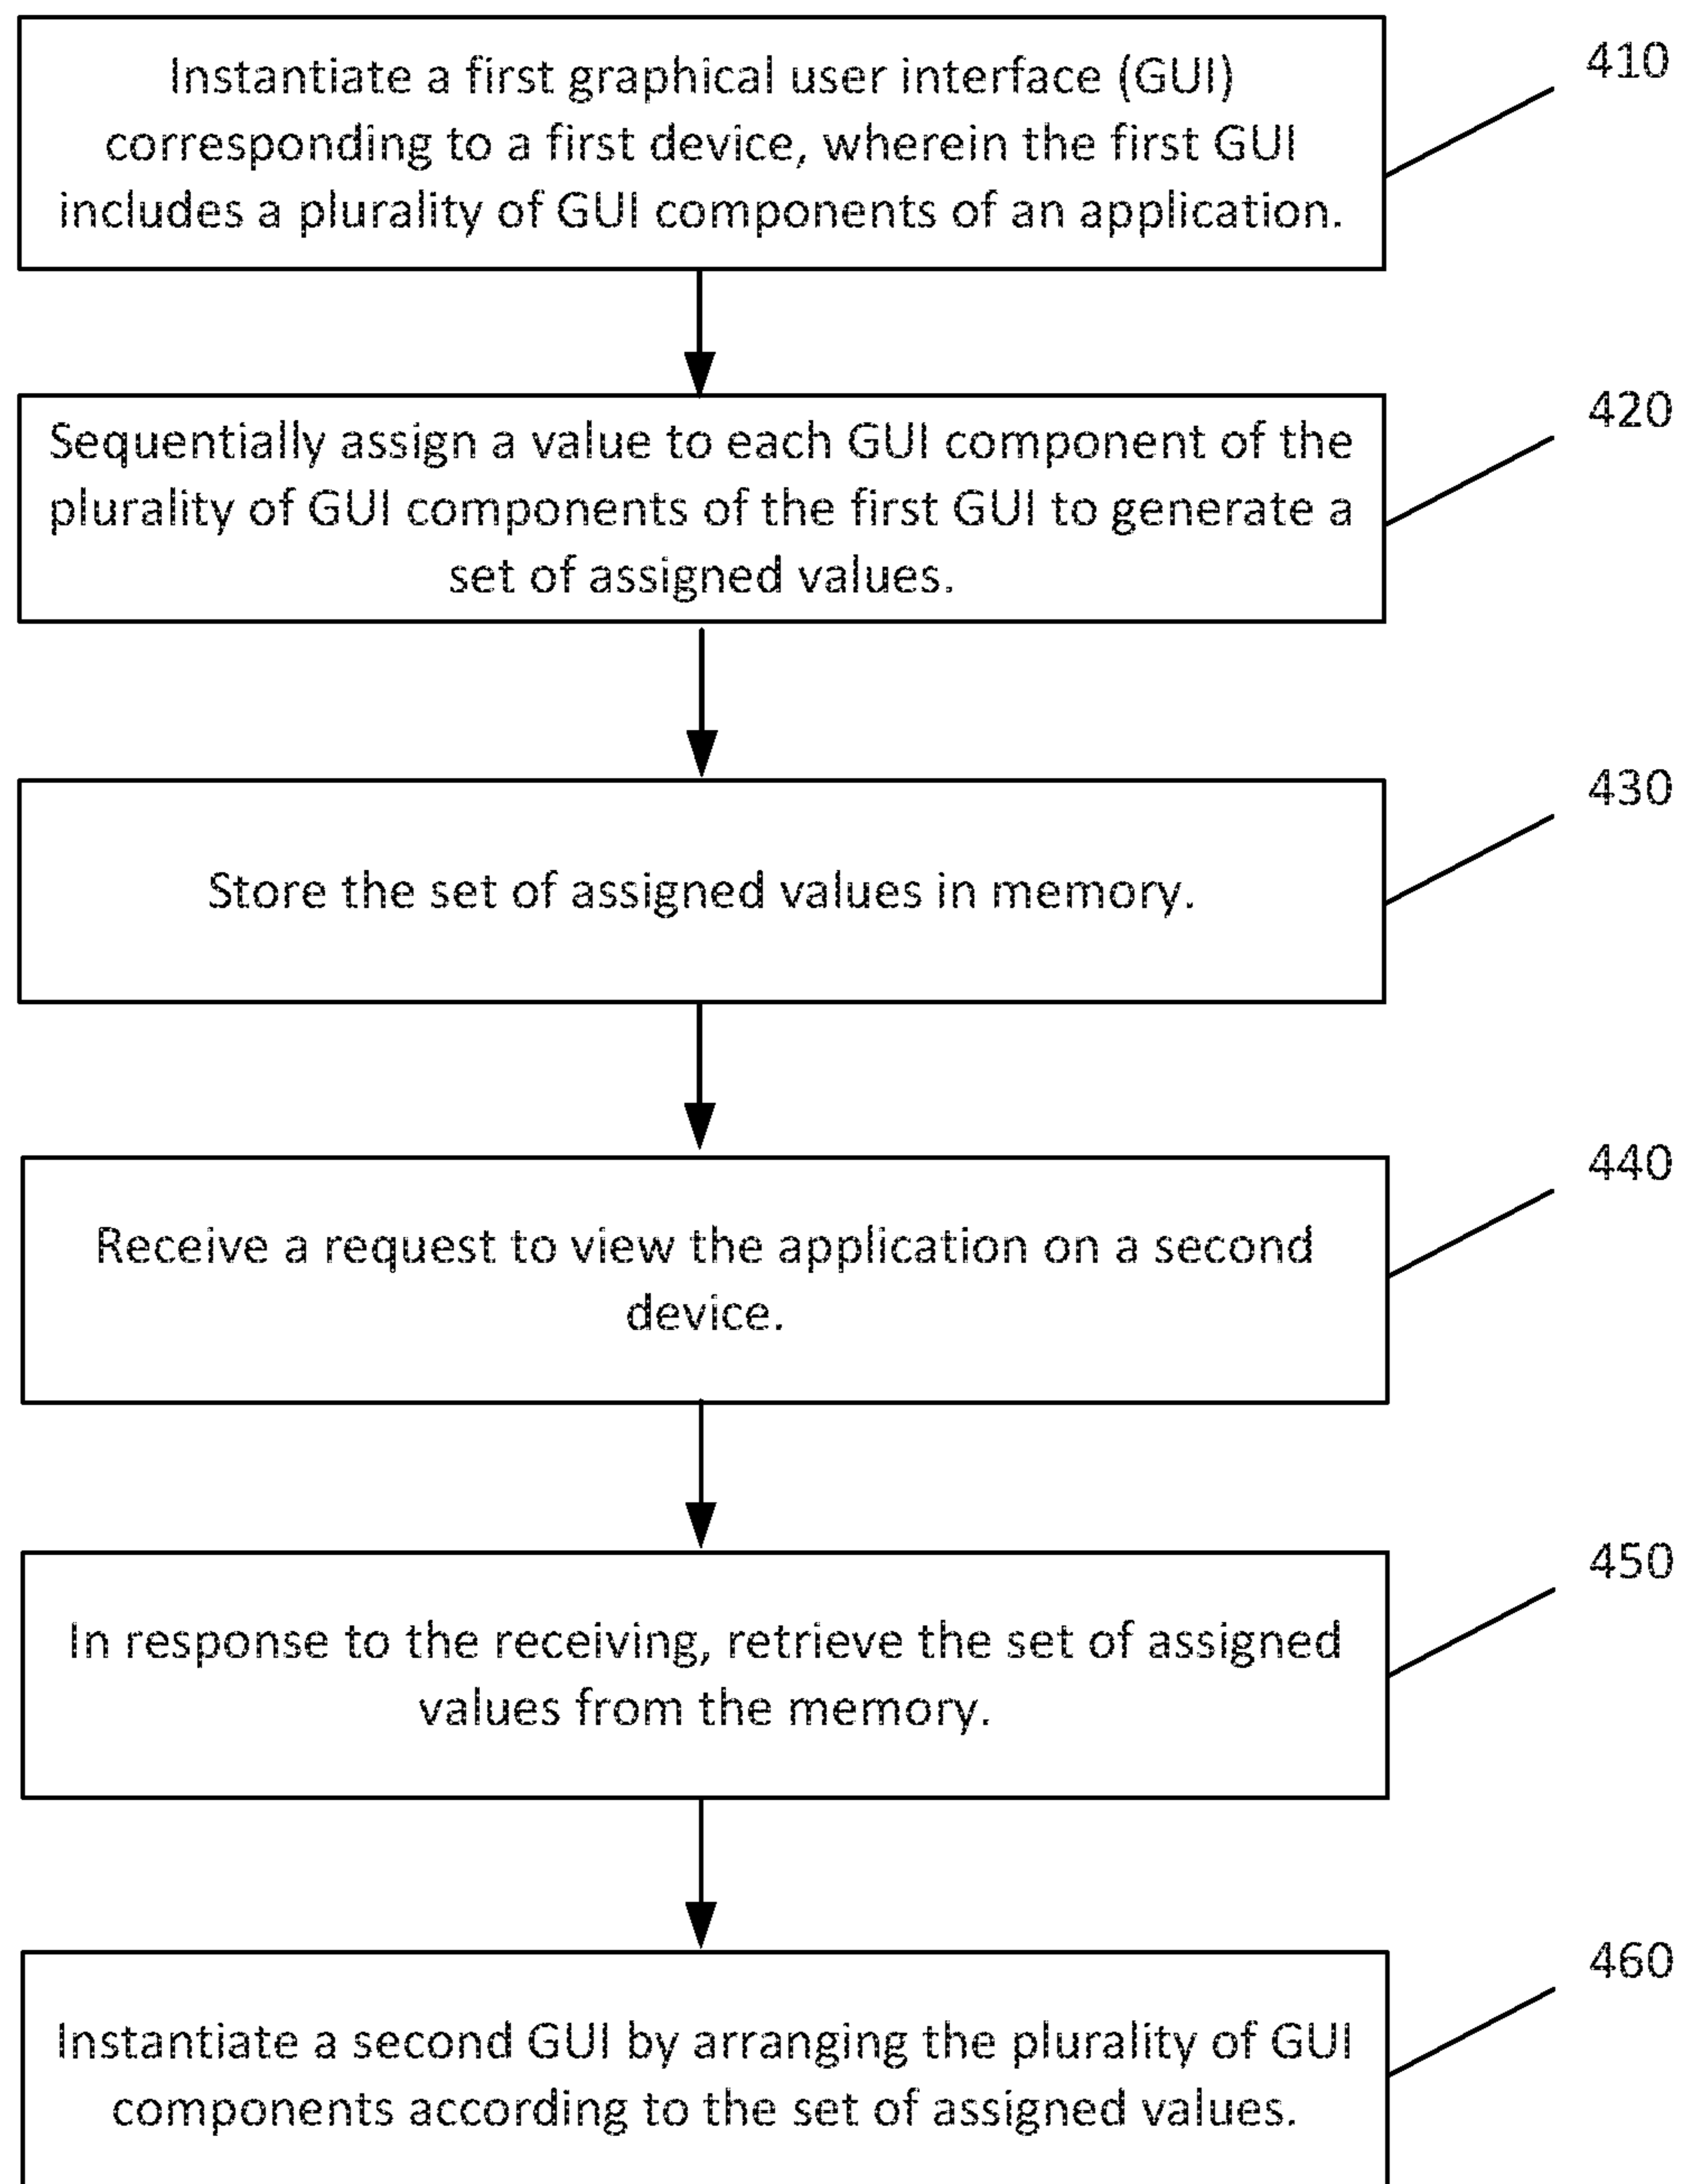 Instantiate a first graphical user interface (GUI)
corresponding to a first device, wherein the first GUI
includes a plurality of GUI components of an application.
410
Sequentially assign a value to each GUI component of the
plurality of GUI components of the first GUI to generate a
set of assigned values.
420
Store the set of assigned values in memory.
430
Receive a request to view the application on a second
device.
440
In response to the receiving, retrieve the set of assigned
values from the memory.
450
Instantiate a second GUI by arranging the plurality of GUI
components according to the set of assigned values.
460